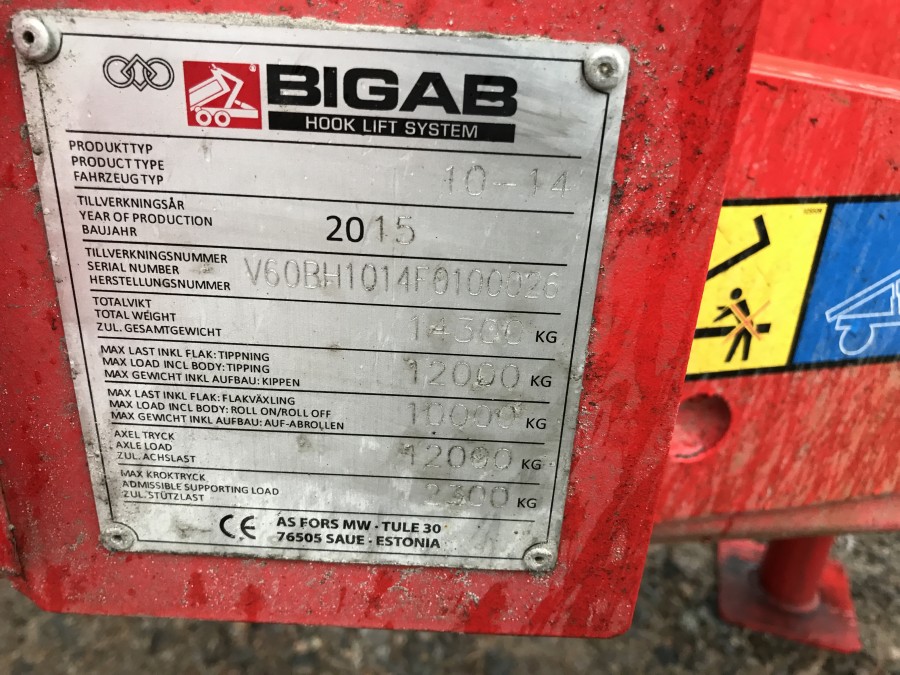 BIGAB
HOOK LIFT SYSTEM
PRODUKTTYP
PRODUCT TYPE
FAHRZEUG TYP
10-14
TILLVERKNINGSÅR
YEAR OF PRODUCTION
BAUJAHR
2015
TILLVERKNINGSNUMMER
SERIAL NUMBER
HERSTELLUNGSNUMMER
V60BH1014F0100026
TOTALVIKT
TOTAL WEIGHT
ZUL. GESAMTGEWICHT
14300 KG
MAX LAST INKL FLAK: TIPPNING
MAX LOAD INCL BODY: TIPPING
MAX GEWICHT INKL AUFBAU: KIPPEN
12000 KG
MAX LAST INKL FLAK: FLAKVÄXLING
MAX LOAD INCL BODY: ROLL ON/ROLL OFF
MAX GEWICHT INKL AUFBAU: AUF-ABROLLEN
10000 KG
AXEL TRYCK
AXLE LOAD
ZUL. ACHSLAST
12000 KG
MAX KROKTRYCK
ADMISSIBLE SUPPORTING LOAD
ZUL. STÜTZLAST
2300 KG
CE
AS FORS MW · TULE 30
76505 SAUE · ESTONIA